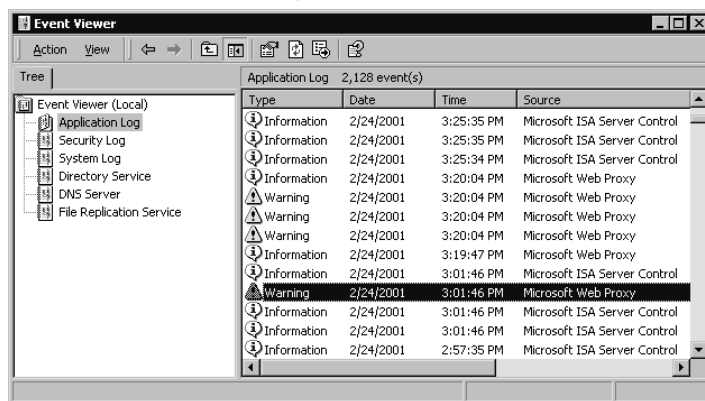 Event Viewer
Action View
Tree
Application Log 2,128 event(s)
Event Viewer (Local)
Application Log
Security Log
System Log
Directory Service
DNS Server
File Replication Service
Type Date Time Source
Information 2/24/2001 3:25:35 PM Microsoft ISA Server Control
Information 2/24/2001 3:25:35 PM Microsoft ISA Server Control
Information 2/24/2001 3:25:34 PM Microsoft ISA Server Control
Information 2/24/2001 3:20:04 PM Microsoft Web Proxy
Warning 2/24/2001 3:20:04 PM Microsoft Web Proxy
Warning 2/24/2001 3:20:04 PM Microsoft Web Proxy
Warning 2/24/2001 3:20:04 PM Microsoft Web Proxy
Information 2/24/2001 3:19:47 PM Microsoft Web Proxy
Information 2/24/2001 3:01:46 PM Microsoft ISA Server Control
Warning 2/24/2001 3:01:46 PM Microsoft Web Proxy
Information 2/24/2001 3:01:46 PM Microsoft ISA Server Control
Information 2/24/2001 3:01:46 PM Microsoft ISA Server Control
Information 2/24/2001 2:57:35 PM Microsoft ISA Server Control